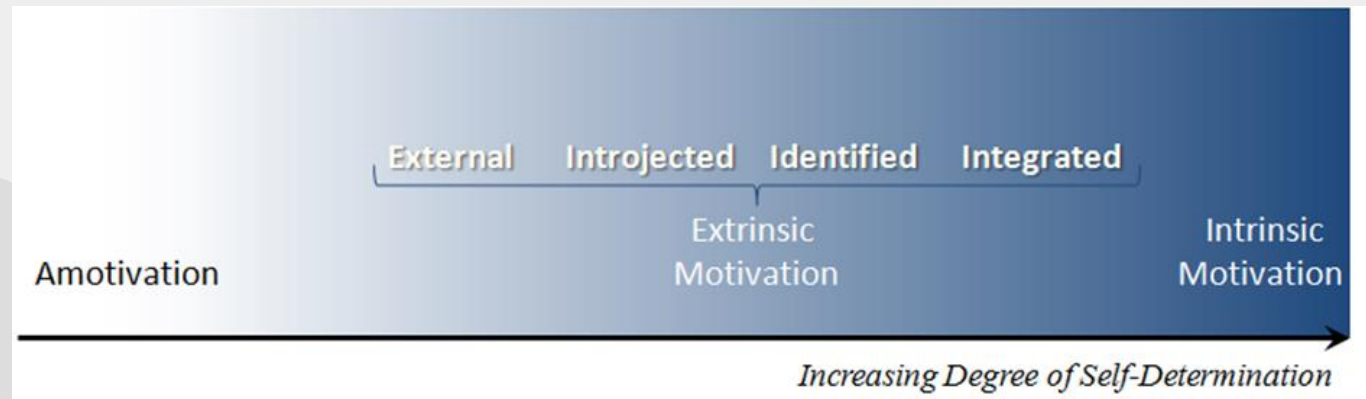 External Introjected Identified Integrated
Extrinsic
Motivation
Intrinsic
Motivation
Amotivation
Increasing Degree of Self-Determination